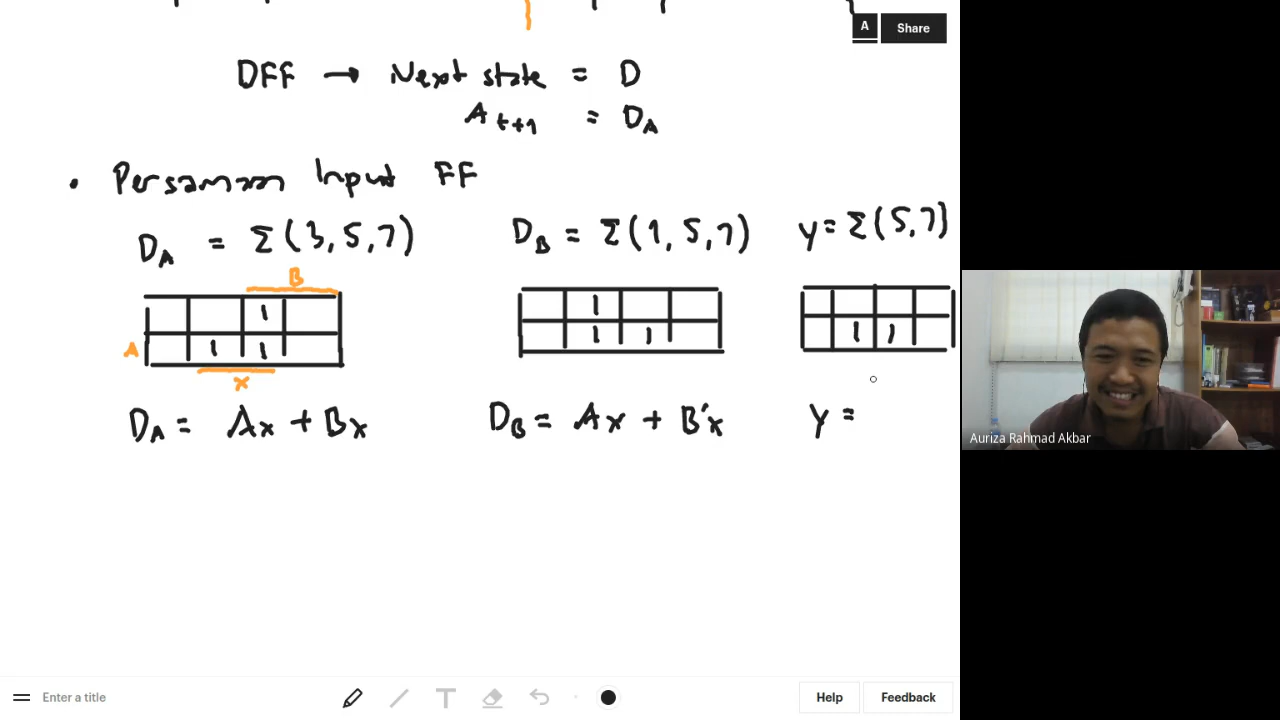 A Share
DFF → Next state = D
A t+1 = DA
• Persamaan Input FF
DA = Σ(3,5,7)
DB = Σ(1,5,7)
y = Σ(5,7)
B
1
A 1 1
x
1
1 1
1 1
DA = Ax + Bx
DB = Ax + B'x
y =
Auriza Rahmad Akbar
Enter a title
T
Help
Feedback